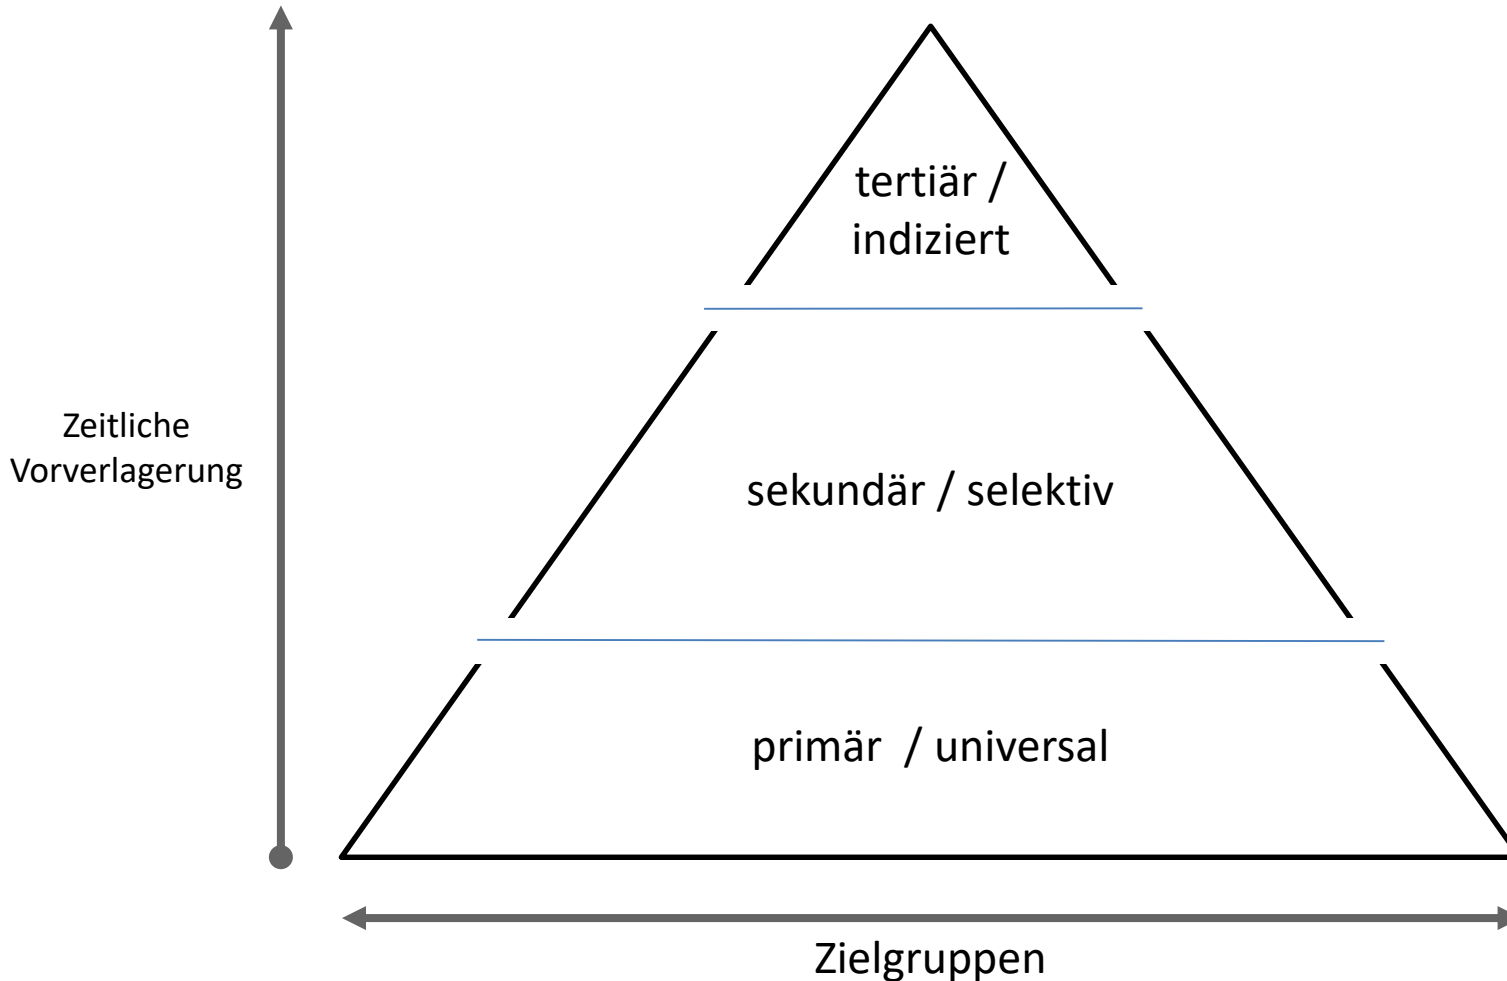 tertiär /
indiziert
Zeitliche
Vorverlagerung
sekundär / selektiv
primär  / universal
Zielgruppen